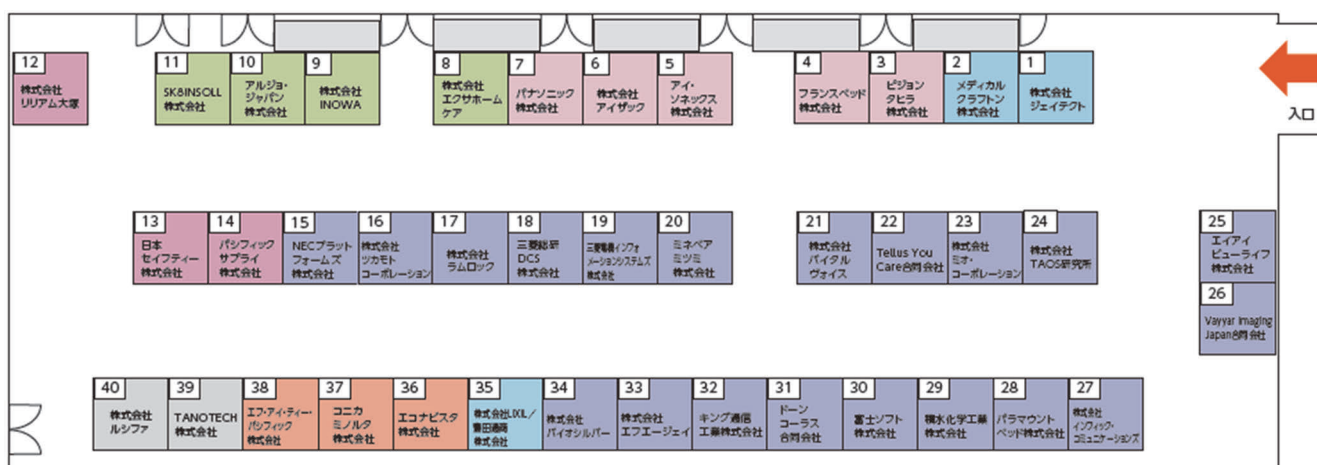 12
株式会社
リリアム大塚
11
SK8INSOLL
株式会社
10
アルジョ・
ジャパン
株式会社
9
株式会社
INOWA
8
株式会社
エクサホーム
ケア
7
パナソニック
株式会社
6
株式会社
アイザック
5
アイ・
ソネックス
株式会社
4
フランスベッド
株式会社
3
ピジョン
タヒラ
株式会社
2
メディカル
クラフトン
株式会社
1
株式会社
ジェイテクト
入口
13
日本
セイフティー
株式会社
14
パシフィック
サプライ
株式会社
15
NECプラット
フォームズ
株式会社
16
株式会社
ツカモト
コーポレーション
17
株式会社
ラムロック
18
三菱総研
DCS
株式会社
19
三菱電機インフォ
メーションシステムズ
株式会社
20
ミネベア
ミツミ
株式会社
21
株式会社
バイタル
ヴォイス
22
Tellus You
Care合同会社
23
株式会社
ミオ・
コーポレーション
24
株式会社
TAOS研究所
25
エイアイ
ビューライフ
株式会社
26
Vayyar Imaging
Japan合同会社
40
株式会社
ルシファ
39
TANOTECH
株式会社
38
エフ・アイ・ティー・
パシフィック
株式会社
37
コニカ
ミノルタ
株式会社
36
エコナビスタ
株式会社
35
株式会社LIXIL／
豊田通商
株式会社
34
株式会社
バイオシルバー
33
株式会社
エフエージェイ
32
キング通信
工業株式会社
31
ドーン
コーラス
合同会社
30
富士ソフト
株式会社
29
積水化学工業
株式会社
28
パラマウント
ベッド株式会社
27
株式会社
インフィック・
コミュニケーションズ